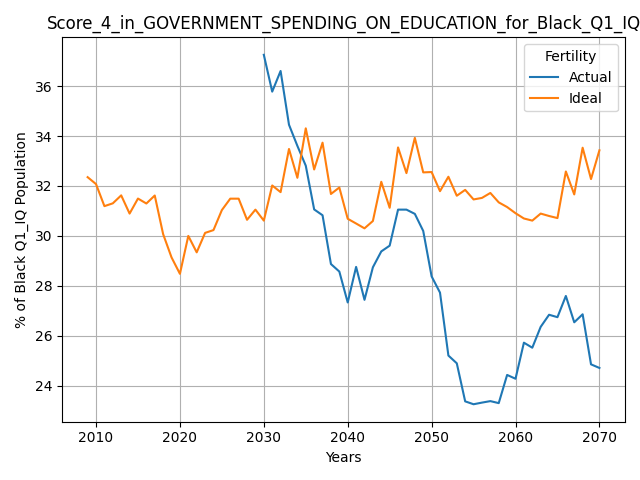 Score_4_in_GOVERNMENT_SPENDING_ON_EDUCATION_for_Black_Q1_IQ
Fertility
Actual
Ideal
36
34
32
30
28
26
24
% of Black Q1_IQ Population
2010 2020 2030 2040 2050 2060 2070
Years